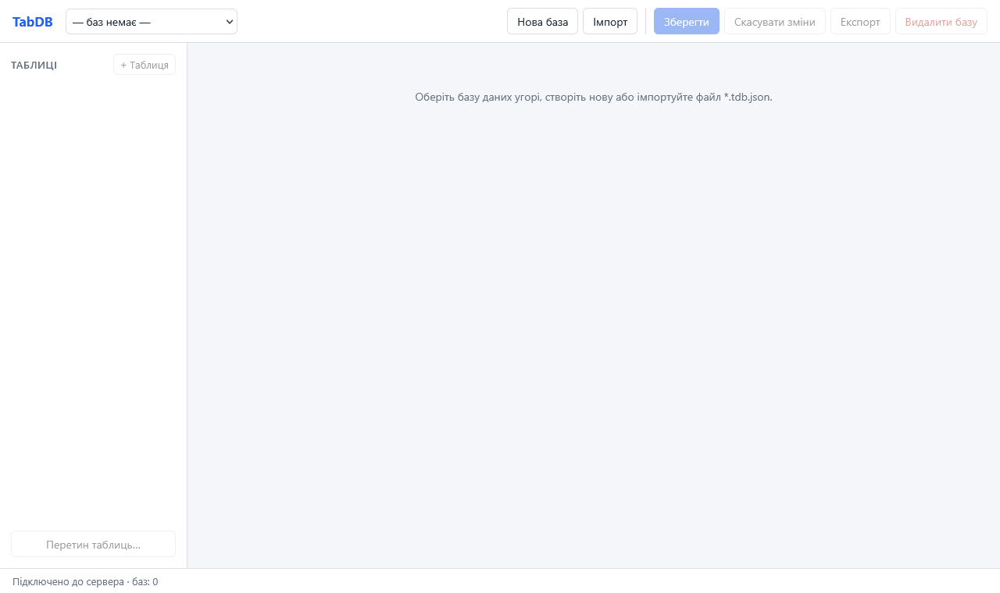 TabDB
— баз немає —
Нова база
Імпорт
Зберегти
Скасувати зміни
Експорт
Видалити базу
ТАБЛИЦІ
+ Таблиця
Оберіть базу даних угорі, створіть нову або імпортуйте файл *.tdb.json.
Перетин таблиць...
Підключено до сервера · баз: 0